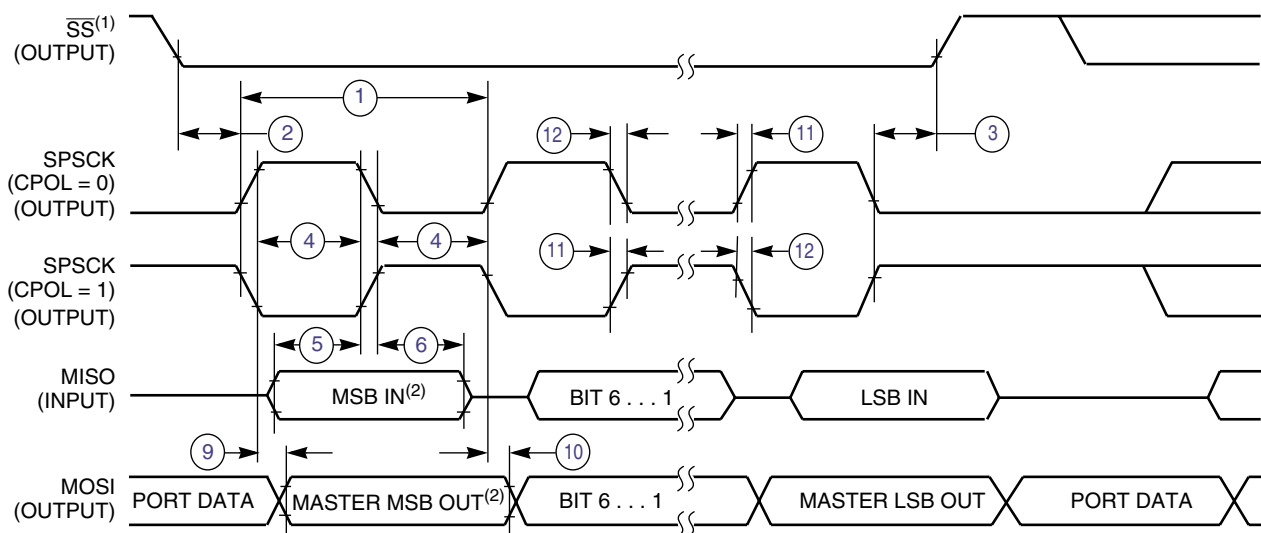 SS(1)
(OUTPUT)
1
2
12
11
3
SPSCK
(CPOL = 0)
(OUTPUT)
4
4
SPSCK
(CPOL = 1)
(OUTPUT)
11
12
5
6
MISO
(INPUT)
MSB IN(2)
BIT 6 . . . 1
LSB IN
9
10
MOSI
(OUTPUT)
PORT DATA
MASTER MSB OUT(2)
BIT 6 . . . 1
MASTER LSB OUT
PORT DATA